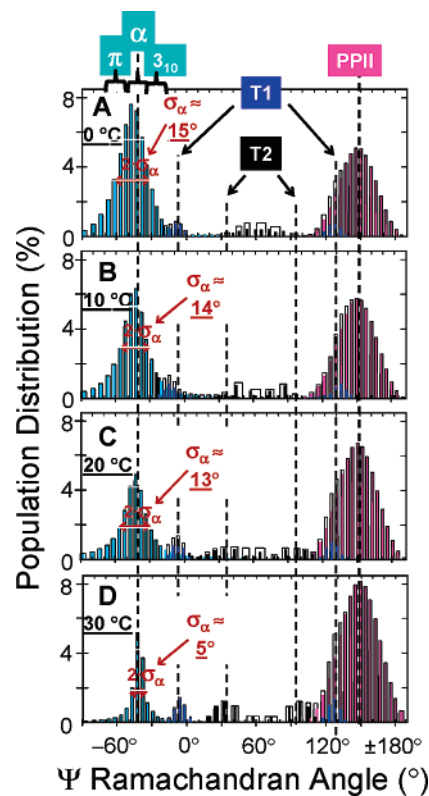 α
π 3₁₀ PPII
T1
T2
A
σα ≈
15°
0 °C
2·σα
8
4
0
B
10 °C
σα ≈
14°
2·σα
8
4
0
C
20 °C
σα ≈
13°
2·σα
8
4
0
D
30 °C
σα ≈
5°
2·σα
8
4
0
Population Distribution (%)
−60° 0° 60° 120° ±180°
Ψ Ramachandran Angle (°)